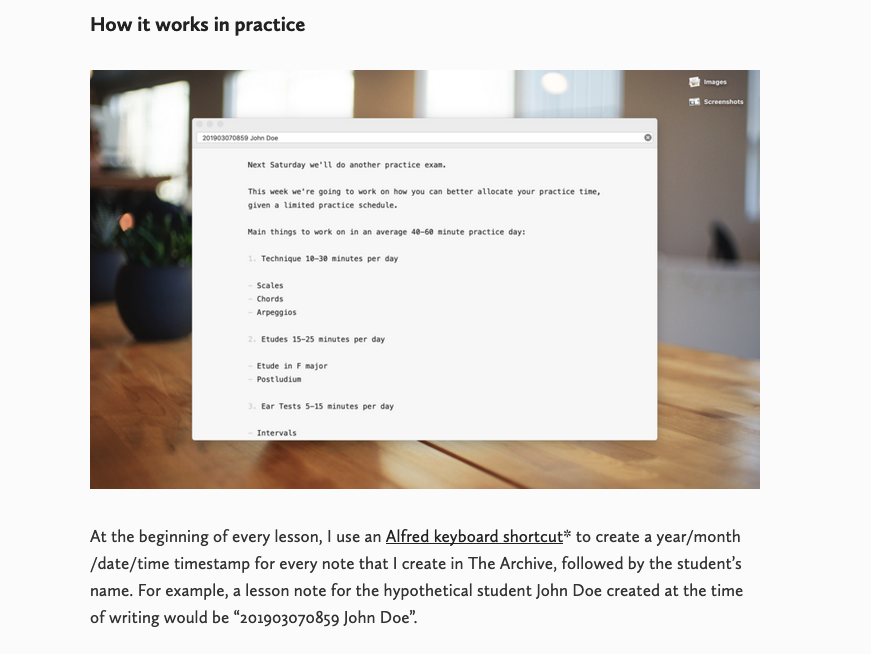 How it works in practice
Images
Screenshots
201903070859 John Doe
Next Saturday we'll do another practice exam.
This week we're going to work on how you can better allocate your practice time,
given a limited practice schedule.
Main things to work on in an average 40-60 minute practice day:
1. Technique 10-30 minutes per day
- Scales
- Chords
- Arpeggios
2. Etudes 15-25 minutes per day
- Etude in F major
- Postludium
3. Ear Tests 5-15 minutes per day
- Intervals
At the beginning of every lesson, I use an Alfred keyboard shortcut* to create a year/month
/date/time timestamp for every note that I create in The Archive, followed by the student’s
name. For example, a lesson note for the hypothetical student John Doe created at the time
of writing would be “201903070859 John Doe”.